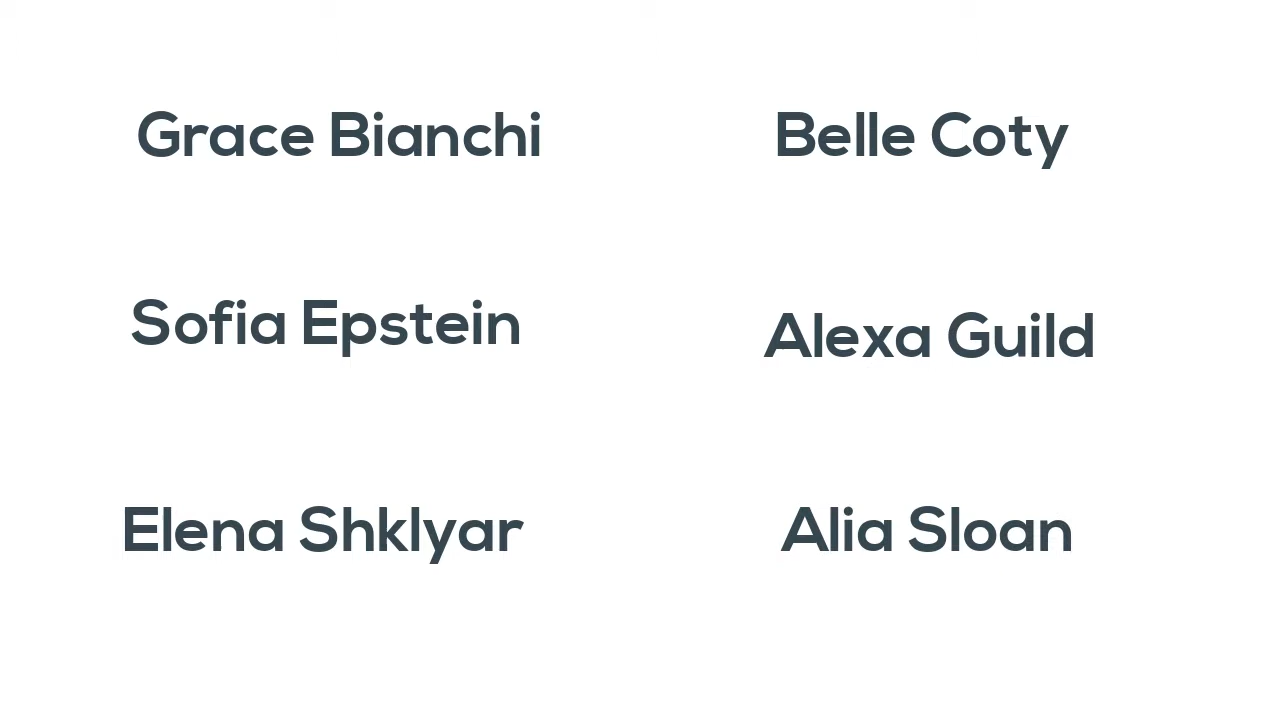 Grace Bianchi
Belle Coty
Sofia Epstein
Alexa Guild
Elena Shklyar
Alia Sloan